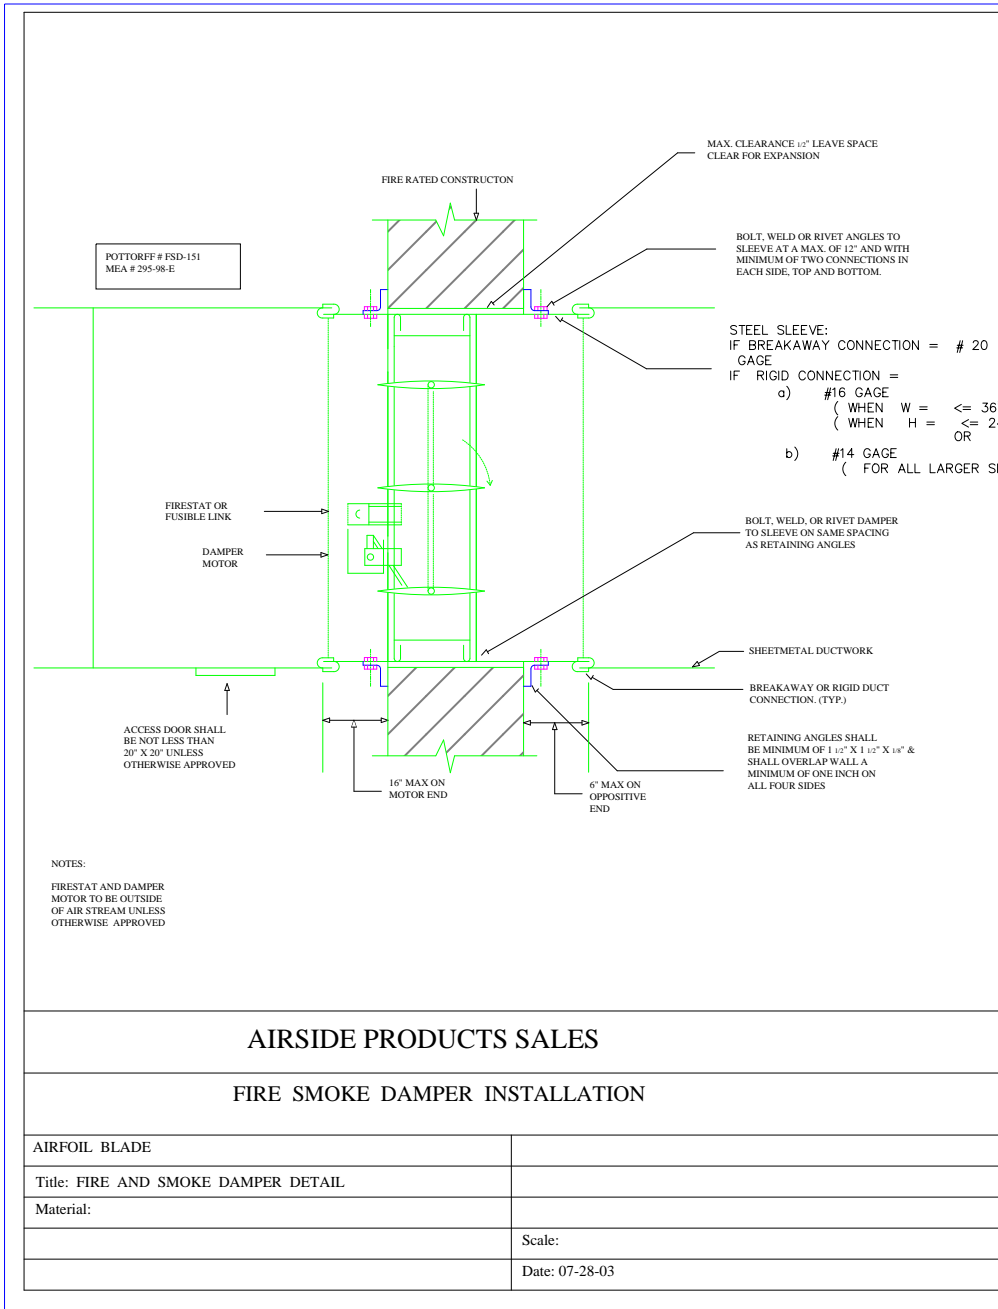 MAX. CLEARANCE 1/2" LEAVE SPACE
CLEAR FOR EXPANSION
FIRE RATED CONSTRUCTON
BOLT, WELD OR RIVET ANGLES TO
SLEEVE AT A MAX. OF 12" AND WITH
MINIMUM OF TWO CONNECTIONS IN
EACH SIDE, TOP AND BOTTOM.
POTTORFF # FSD-151
MEA # 295-98-E
STEEL SLEEVE:
IF BREAKAWAY CONNECTION = # 20
GAGE
IF RIGID CONNECTION =
a) #16 GAGE
( WHEN W = <= 36
( WHEN H = <=
OR
b) #14 GAGE
( FOR ALL LARGER
FIRESTAT OR
FUSIBLE LINK
DAMPER
MOTOR
BOLT, WELD, OR RIVET DAMPER
TO SLEEVE ON SAME SPACING
AS RETAINING ANGLES
SHEETMETAL DUCTWORK
BREAKAWAY OR RIGID DUCT
CONNECTION. (TYP.)
ACCESS DOOR SHALL
BE NOT LESS THAN
20" X 20" UNLESS
OTHERWISE APPROVED
RETAINING ANGLES SHALL
BE MINIMUM OF 1 1/2" X 1 1/2" X 1/8" &
SHALL OVERLAP WALL A
MINIMUM OF ONE INCH ON
ALL FOUR SIDES
16" MAX ON
MOTOR END
6" MAX ON
OPPOSITIVE
END
NOTES:
FIRESTAT AND DAMPER
MOTOR TO BE OUTSIDE
OF AIR STREAM UNLESS
OTHERWISE APPROVED
AIRSIDE PRODUCTS SALES
FIRE SMOKE DAMPER INSTALLATION
AIRFOIL BLADE
Title: FIRE AND SMOKE DAMPER DETAIL
Material:
Scale:
Date: 07-28-03